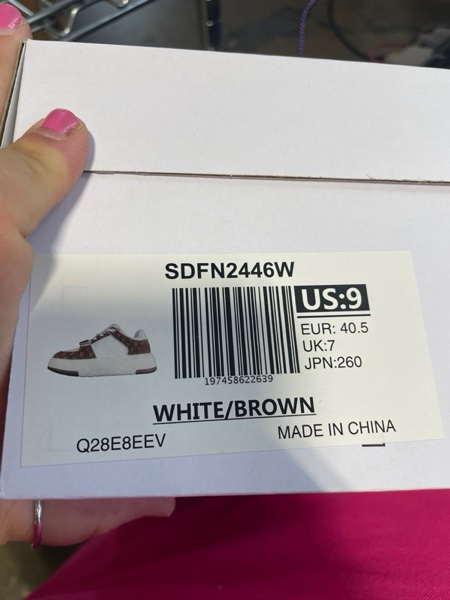 SDFN2446W
US:9
EUR: 40.5
UK:7
JPN:260
197458622639
WHITE/BROWN
Q28E8EEV
MADE IN CHINA